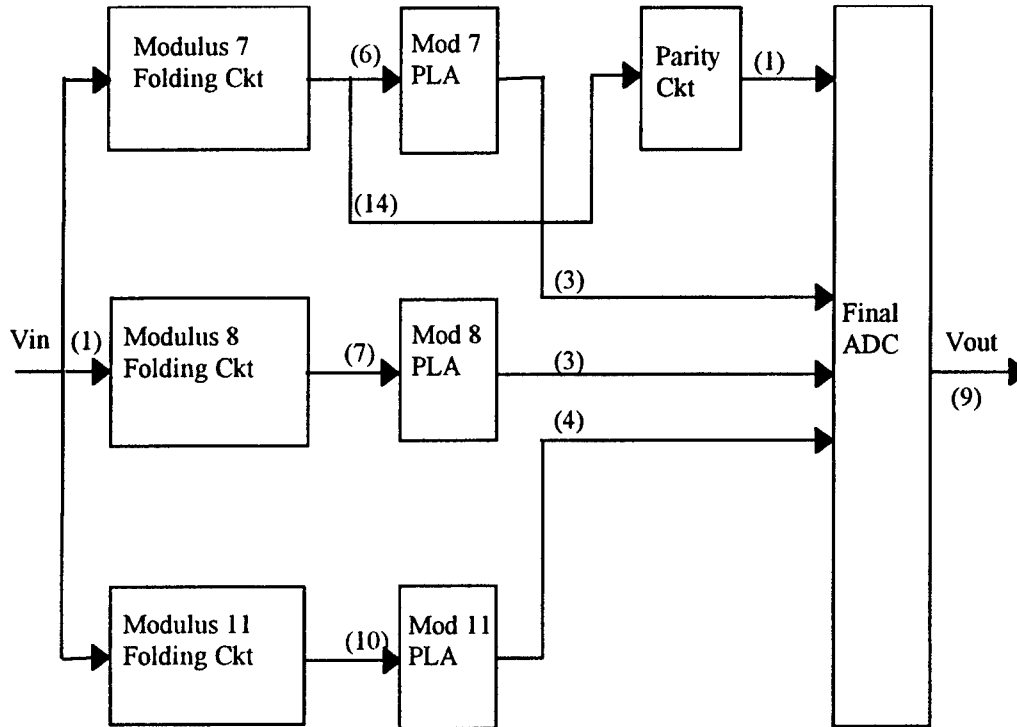 Modulus 7
Folding Ckt
(6)
Mod 7
PLA
Parity
Ckt
(1)
(14)
(3)
Vin
(1)
Modulus 8
Folding Ckt
(7)
Mod 8
PLA
(3)
Final
ADC
Vout
(9)
(4)
Modulus 11
Folding Ckt
(10)
Mod 11
PLA